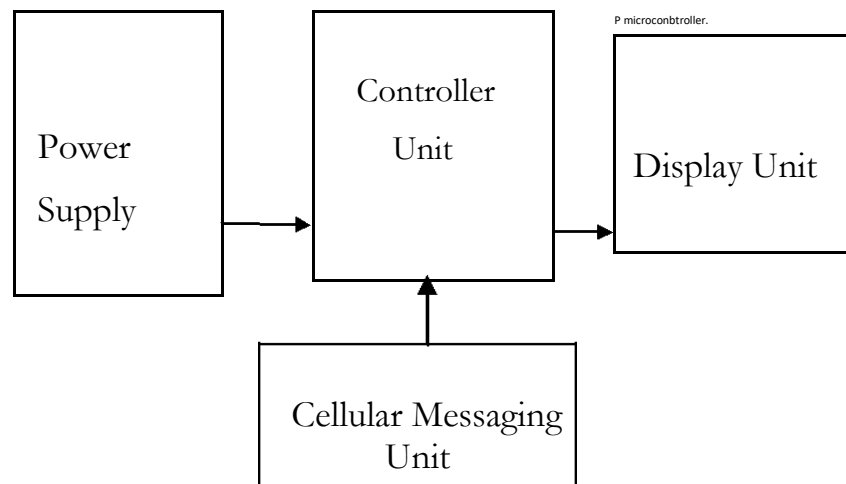 P microconbtroller.
Power
Supply
Controller
Unit
Display Unit
Cellular Messaging
Unit